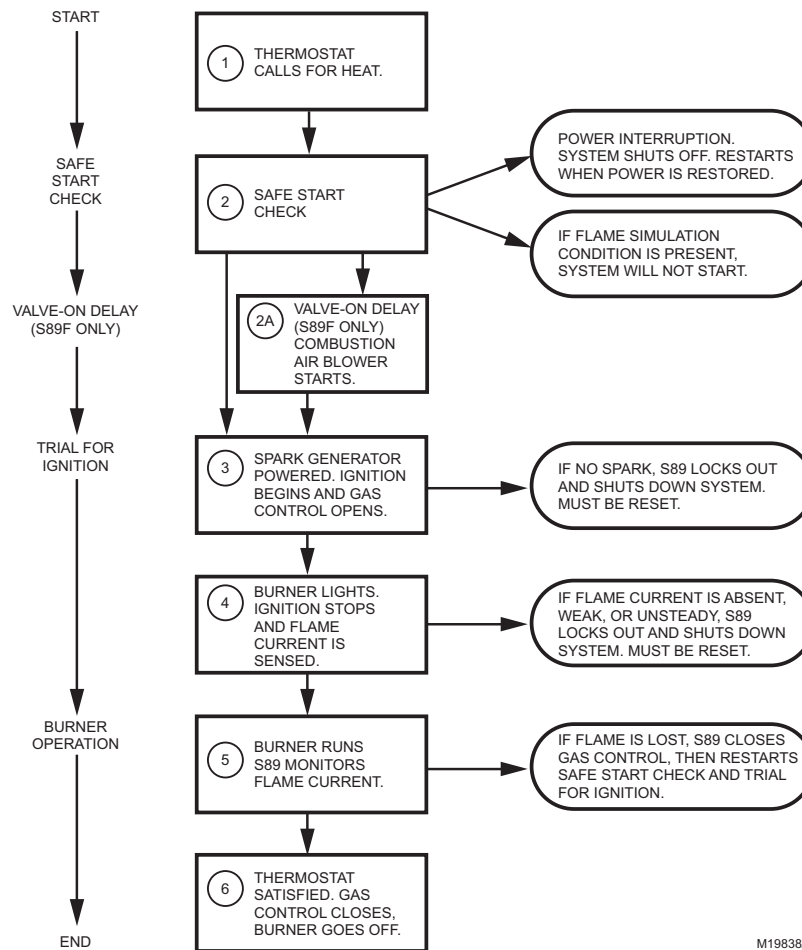 START
1
THERMOSTAT
CALLS FOR HEAT.
SAFE
START
CHECK
2
SAFE START
CHECK
POWER INTERRUPTION.
SYSTEM SHUTS OFF. RESTARTS
WHEN POWER IS RESTORED.
IF FLAME SIMULATION
CONDITION IS PRESENT,
SYSTEM WILL NOT START.
VALVE-ON DELAY
(S89F ONLY)
2A
VALVE-ON DELAY
(S89F ONLY)
COMBUSTION
AIR BLOWER
STARTS.
TRIAL FOR
IGNITION
3
SPARK GENERATOR
POWERED. IGNITION
BEGINS AND GAS
CONTROL OPENS.
IF NO SPARK, S89 LOCKS OUT
AND SHUTS DOWN SYSTEM.
MUST BE RESET.
4
BURNER LIGHTS.
IGNITION STOPS
AND FLAME
CURRENT IS
SENSED.
IF FLAME CURRENT IS ABSENT,
WEAK, OR UNSTEADY, S89
LOCKS OUT AND SHUTS DOWN
SYSTEM. MUST BE RESET.
BURNER
OPERATION
5
BURNER RUNS
S89 MONITORS
FLAME CURRENT.
IF FLAME IS LOST, S89 CLOSES
GAS CONTROL, THEN RESTARTS
SAFE START CHECK AND TRIAL
FOR IGNITION.
6
THERMOSTAT
SATISFIED. GAS
CONTROL CLOSES,
BURNER GOES OFF.
END
M19838